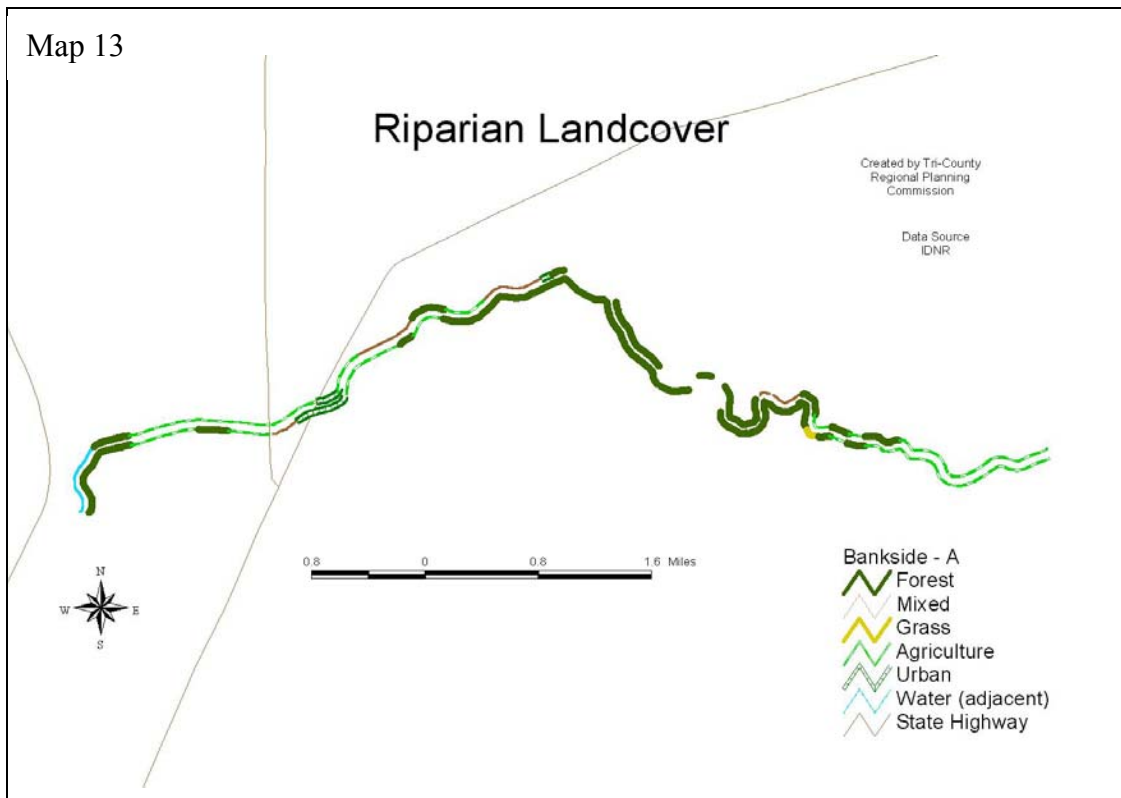 Map 13
Riparian Landcover
Created by Tri-County
Regional Planning
Commission
Data Source
IDNR
0.8 0 0.8 1.6 Miles
N
W E
S
Bankside - A
Forest
Mixed
Grass
Agriculture
Urban
Water (adjacent)
State Highway